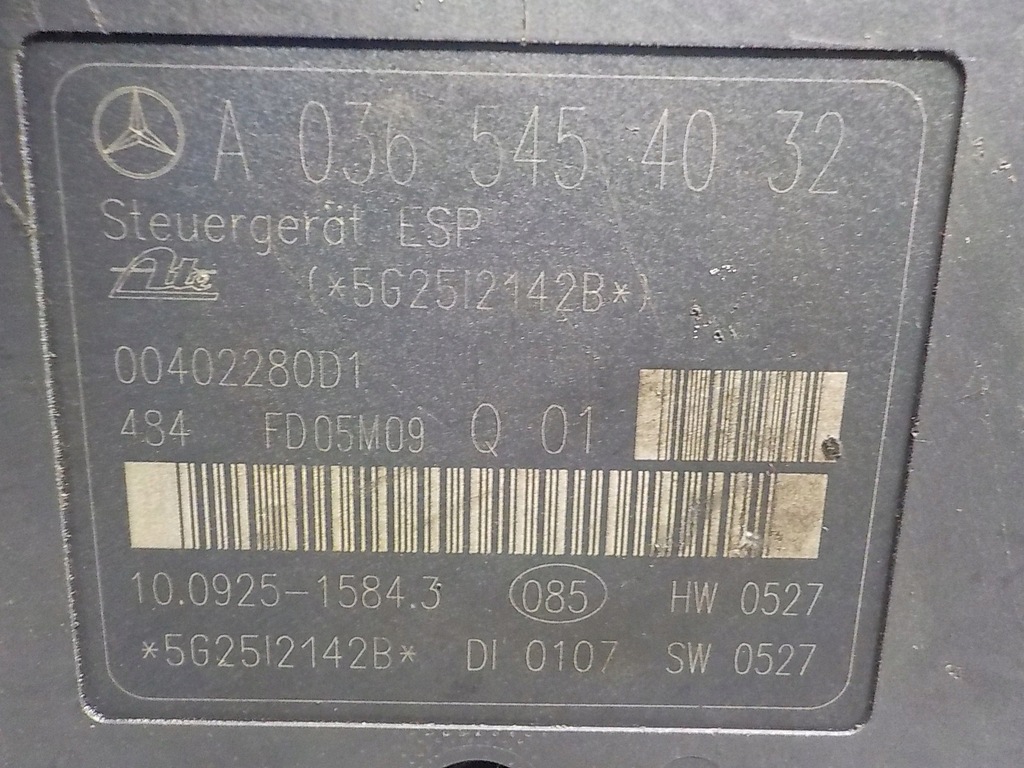 A 036 545 40 32
Steuergerät ESP
Ate (*5G25I2142B*)
00402280D1
484 FD05M09 Q 01
10.0925-1584.3 085 HW 0527
*5G25I2142B* DI 0107 SW 0527